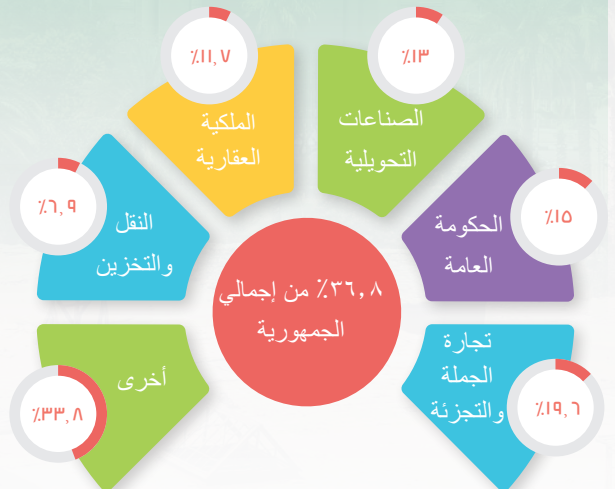 ٪١٣
الصناعات
التحويلية
٪١١,٧
الملكية
العقارية
٪١٥
الحكومة
العامة
٪٦,٩
النقل
والتخزين
٪٣٦,٨ من إجمالي
الجمهورية
تجارة
الجملة
والتجزئة
٪١٩,٦
أخرى
٪٣٣,٨